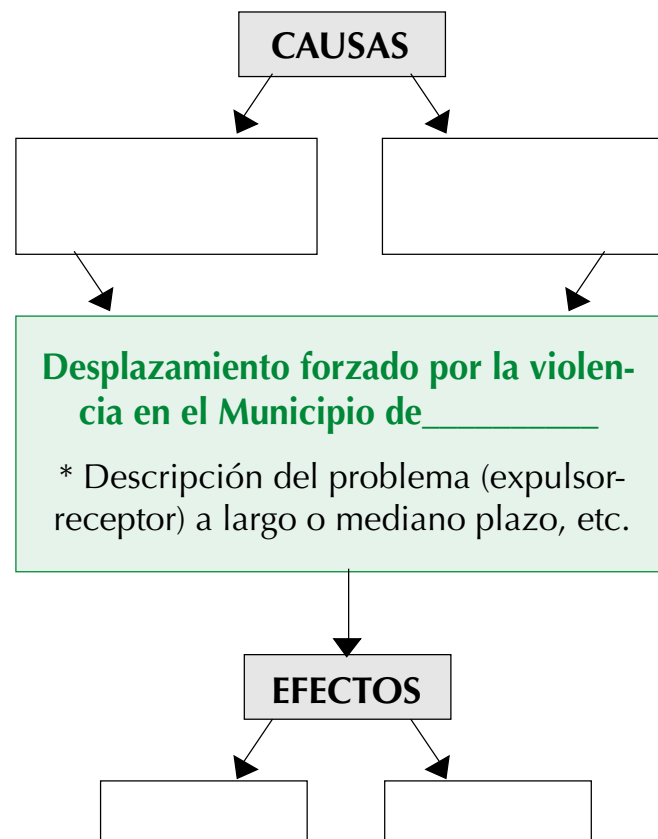 CAUSAS
Desplazamiento forzado por la violen-
cia en el Municipio de__________
* Descripción del problema (expulsor-
receptor) a largo o mediano plazo, etc.
EFECTOS